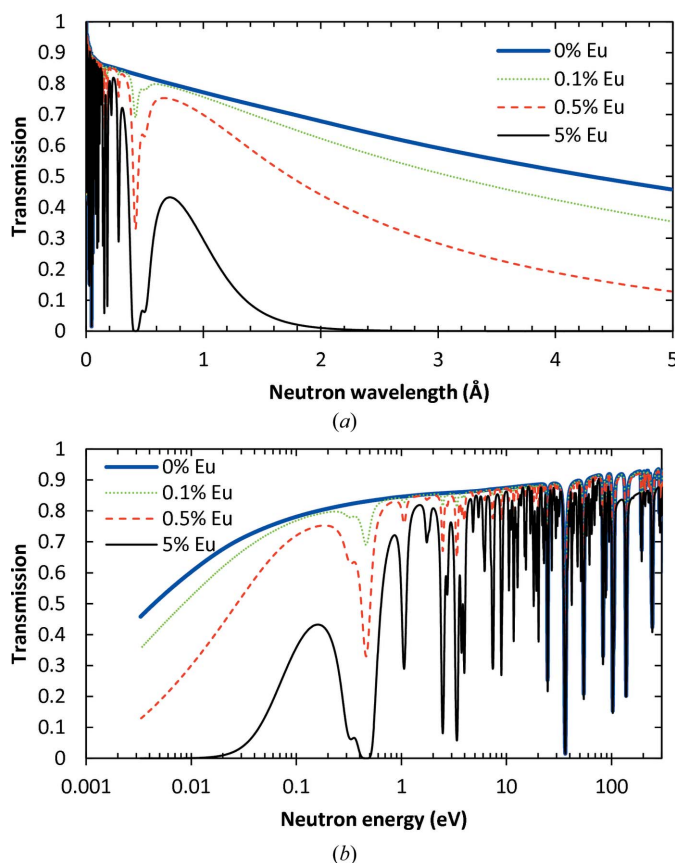 1
0.9
0.8
0.7
0.6
0.5
0.4
0.3
0.2
0.1
0
Transmission
0% Eu
0.1% Eu
0.5% Eu
5% Eu
0 1 2 3 4 5
Neutron wavelength (Å)
(a)
1
0.9
0.8
0.7
0.6
0.5
0.4
0.3
0.2
0.1
0
Transmission
0% Eu
0.1% Eu
0.5% Eu
5% Eu
0.001 0.01 0.1 1 10 100
Neutron energy (eV)
(b)